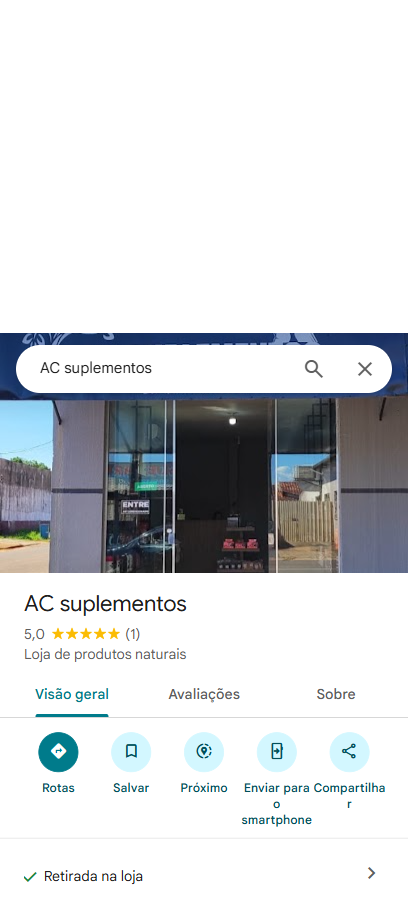 AC suplementos
ENTRE
AC suplementos
5,0 (1)
Loja de produtos naturais
Visão geral Avaliações Sobre
Rotas Salvar Próximo Enviar para o smartphone Compartilhar
Retirada na loja